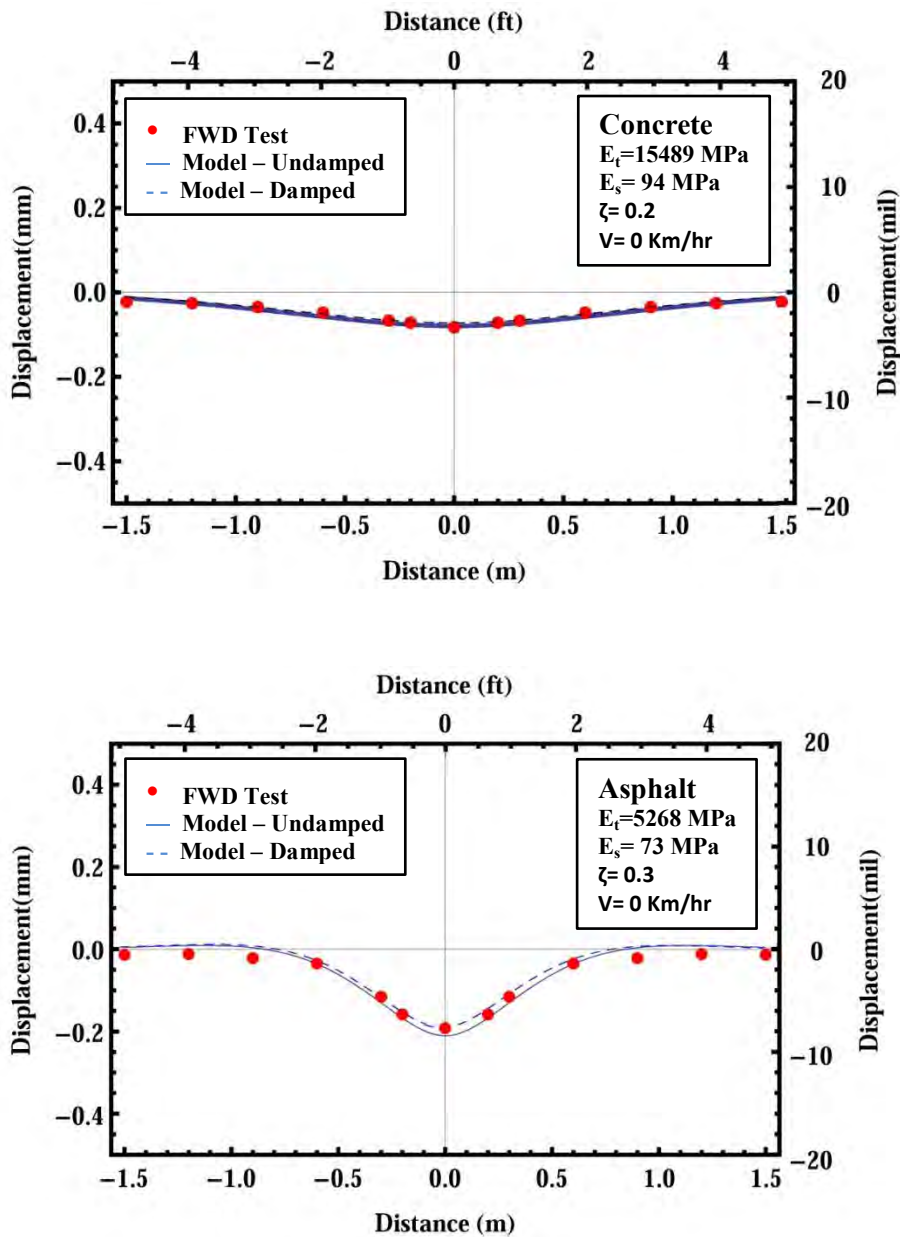 Distance (ft)
−4 −2 0 2 4
FWD Test
Model – Undamped
Model – Damped
Concrete
Et=15489 MPa
Es= 94 MPa
ζ= 0.2
V= 0 Km/hr
0.4
0.2
0.0
−0.2
−0.4
Displacement(mm)
20
10
0
−10
−20
Displacement(mil)
−1.5 −1.0 −0.5 0.0 0.6 1.0 1.5
Distance (m)
Distance (ft)
−4 −2 0 2 4
FWD Test
Model – Undamped
Model – Damped
Asphalt
Et=5268 MPa
Es= 73 MPa
ζ= 0.3
V= 0 Km/hr
0.4
0.2
0.0
−0.2
−0.4
Displacement(mm)
20
10
0
−10
−20
Displacement(mil)
−1.5 −1.0 −0.5 0.0 0.5 1.0 1.5
Distance (m)